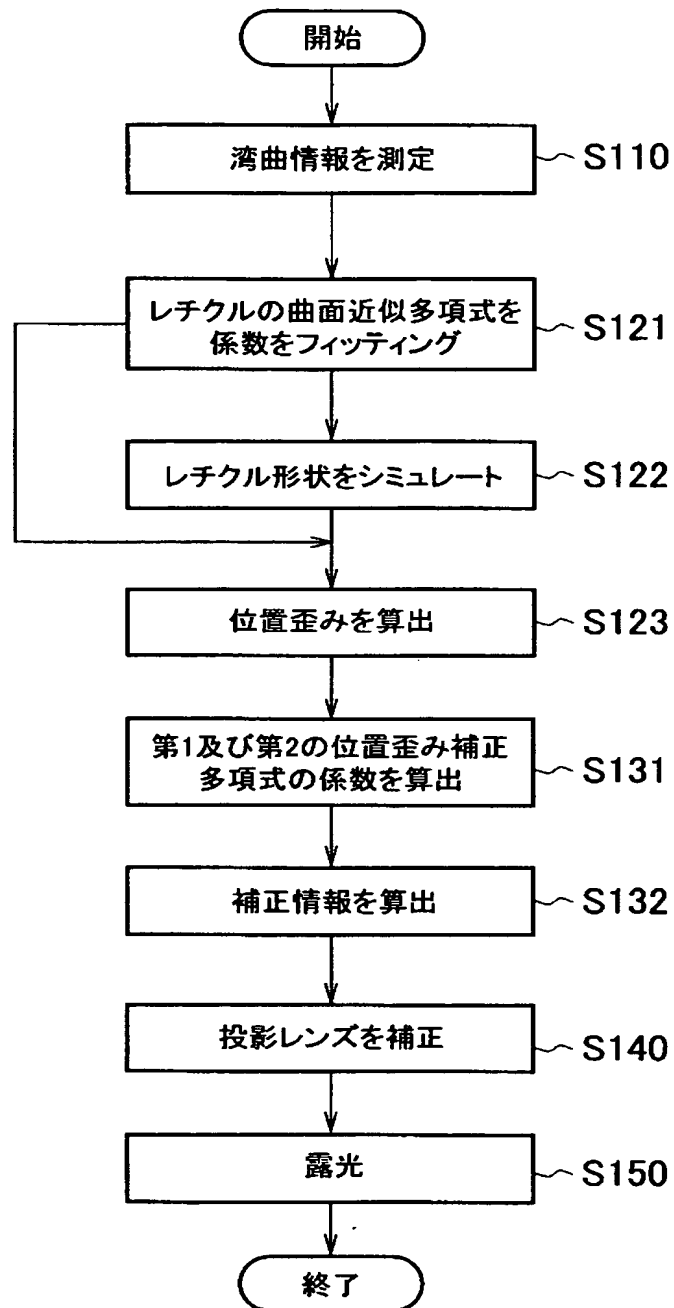 開始
湾曲情報を測定
S110
レチクルの曲面近似多項式を
係数をフィッティング
S121
レチクル形状をシミュレート
S122
位置歪みを算出
S123
第1及び第2の位置歪み補正
多項式の係数を算出
S131
補正情報を算出
S132
投影レンズを補正
S140
露光
S150
終了